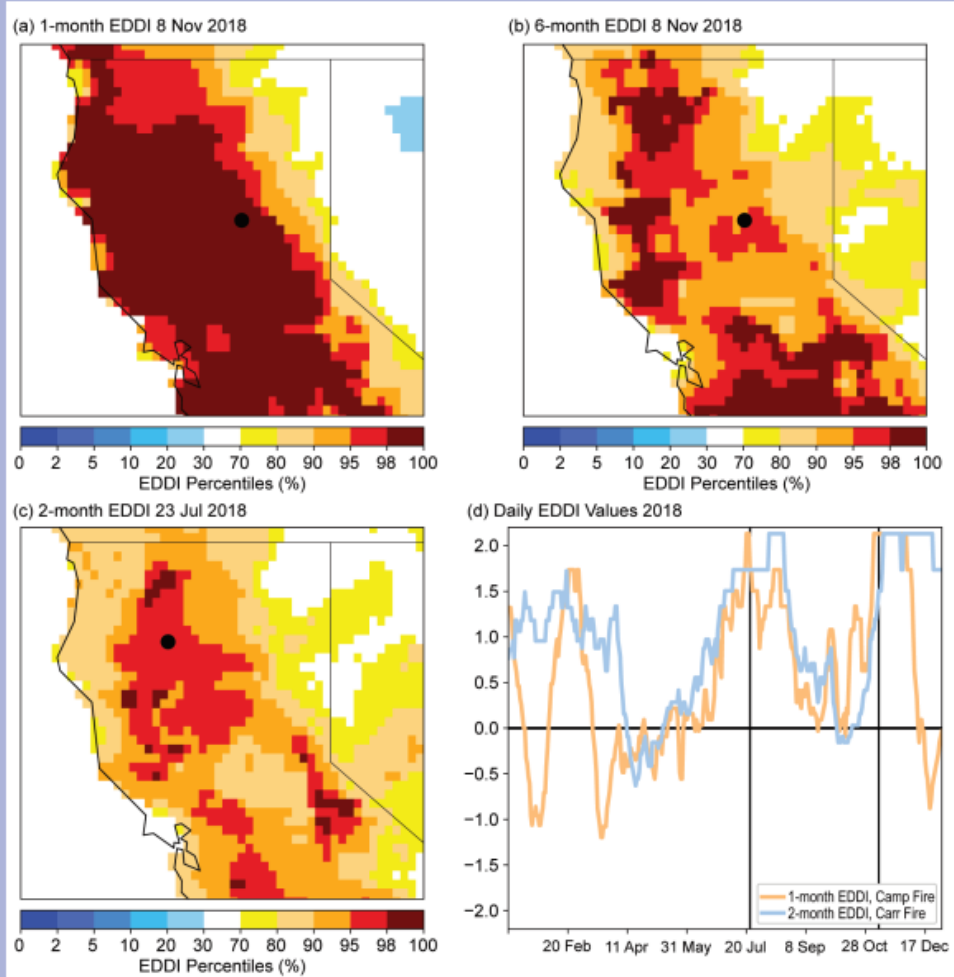 (a) 1-month EDDI 8 Nov 2018
(b) 6-month EDDI 8 Nov 2018
0 2 5 10 20 30 70 80 90 95 98 100
EDDI Percentiles (%)
0 2 5 10 20 30 70 80 90 95 98 100
EDDI Percentiles (%)
(c) 2-month EDDI 23 Jul 2018
(d) Daily EDDI Values 2018
0 2 5 10 20 30 70 80 90 95 98 100
EDDI Percentiles (%)
2.0
1.5
1.0
0.5
0.0
−0.5
−1.0
−1.5
−2.0
1-month EDDI, Camp Fire
2-month EDDI, Carr Fire
20 Feb 11 Apr 31 May 20 Jul 8 Sep 28 Oct 17 Dec